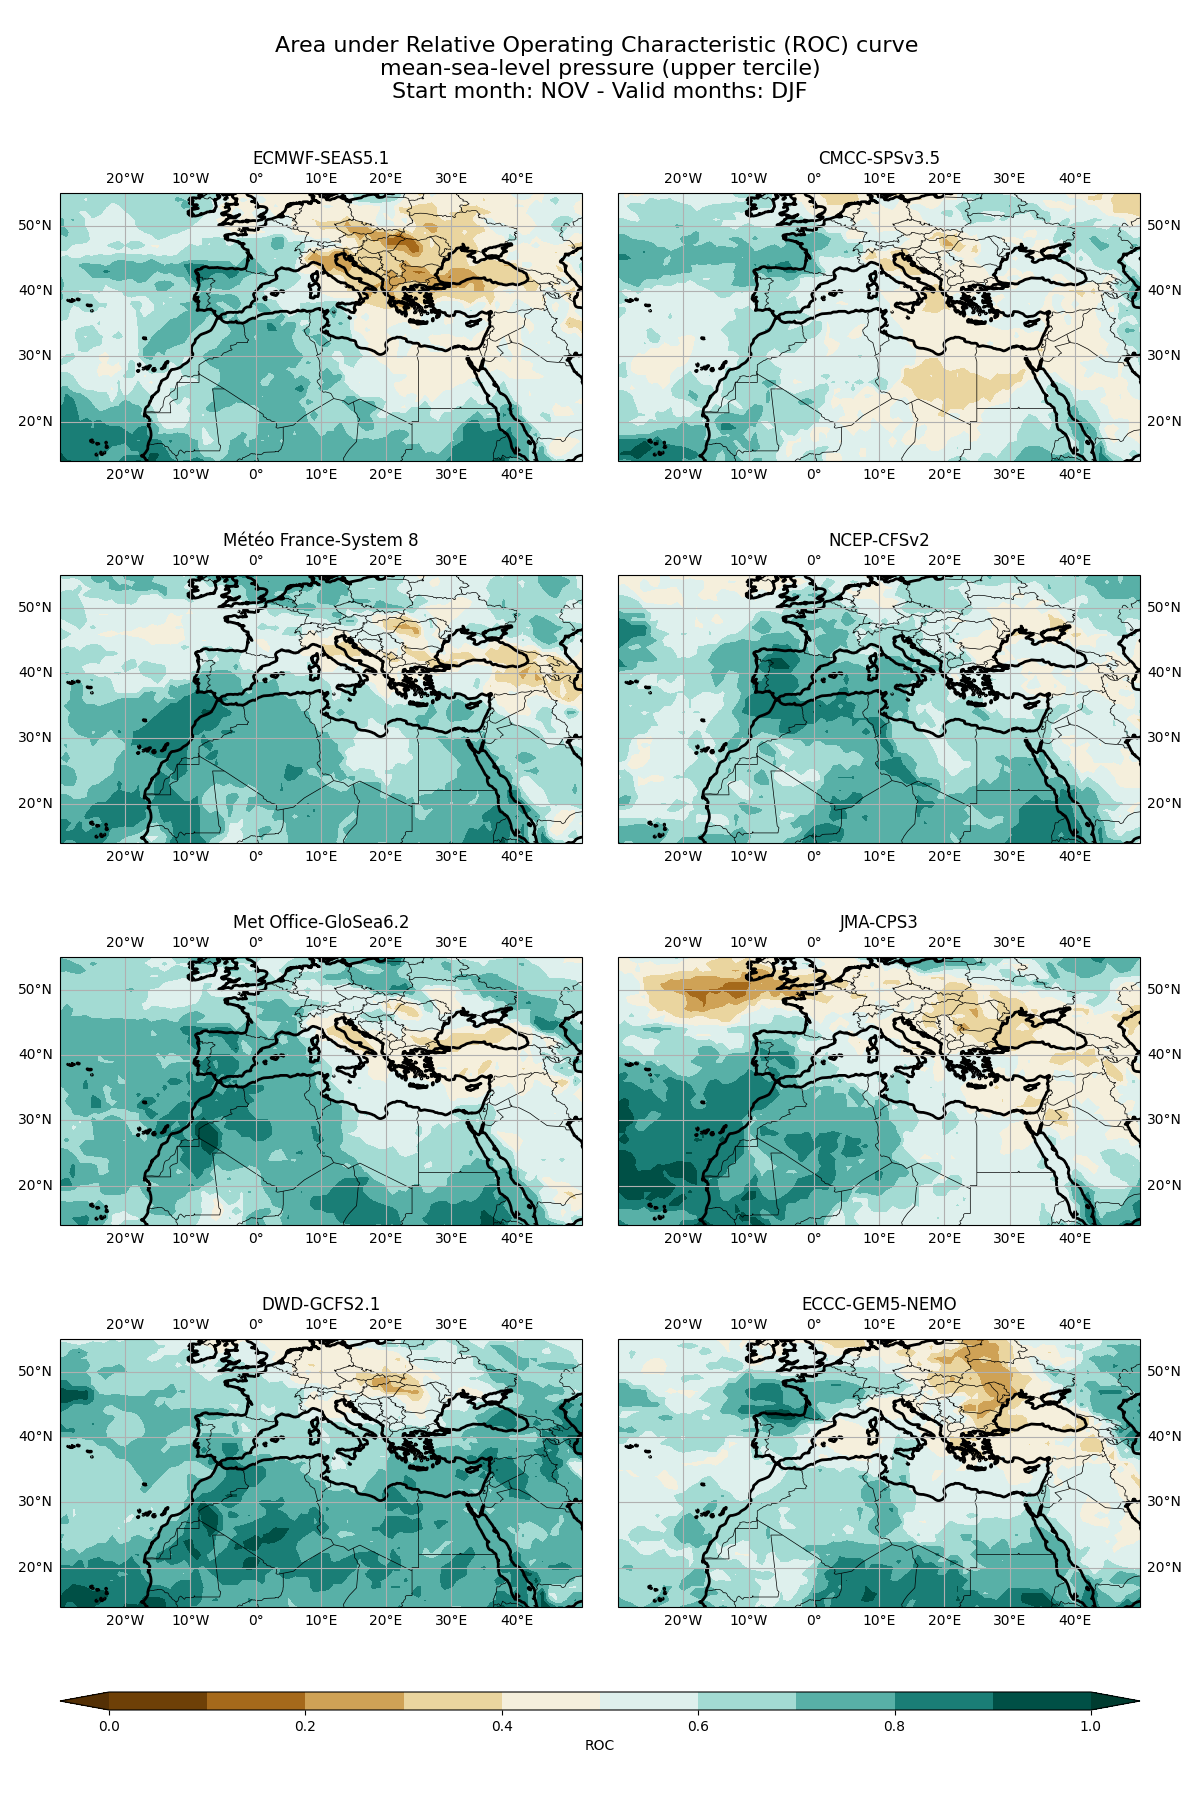 Area under Relative Operating Characteristic (ROC) curve
mean-sea-level pressure (upper tercile)
Start month: NOV - Valid months: DJF
ECMWF-SEAS5.1
20°W 10°W 0° 10°E 20°E 30°E 40°E
50°N
40°N
30°N
20°N
20°W 10°W 0° 10°E 20°E 30°E 40°E
CMCC-SPSv3.5
20°W 10°W 0° 10°E 20°E 30°E 40°E
50°N
40°N
30°N
20°N
20°W 10°W 0° 10°E 20°E 30°E 40°E
Météo France-System 8
20°W 10°W 0° 10°E 20°E 30°E 40°E
50°N
40°N
30°N
20°N
20°W 10°W 0° 10°E 20°E 30°E 40°E
NCEP-CFSv2
20°W 10°W 0° 10°E 20°E 30°E 40°E
50°N
40°N
30°N
20°N
20°W 10°W 0° 10°E 20°E 30°E 40°E
Met Office-GloSea6.2
20°W 10°W 0° 10°E 20°E 30°E 40°E
50°N
40°N
30°N
20°N
20°W 10°W 0° 10°E 20°E 30°E 40°E
JMA-CPS3
20°W 10°W 0° 10°E 20°E 30°E 40°E
50°N
40°N
30°N
20°N
20°W 10°W 0° 10°E 20°E 30°E 40°E
DWD-GCFS2.1
20°W 10°W 0° 10°E 20°E 30°E 40°E
50°N
40°N
30°N
20°N
20°W 10°W 0° 10°E 20°E 30°E 40°E
ECCC-GEM5-NEMO
20°W 10°W 0° 10°E 20°E 30°E 40°E
50°N
40°N
30°N
20°N
20°W 10°W 0° 10°E 20°E 30°E 40°E
0.0 0.2 0.4 0.6 0.8 1.0
ROC